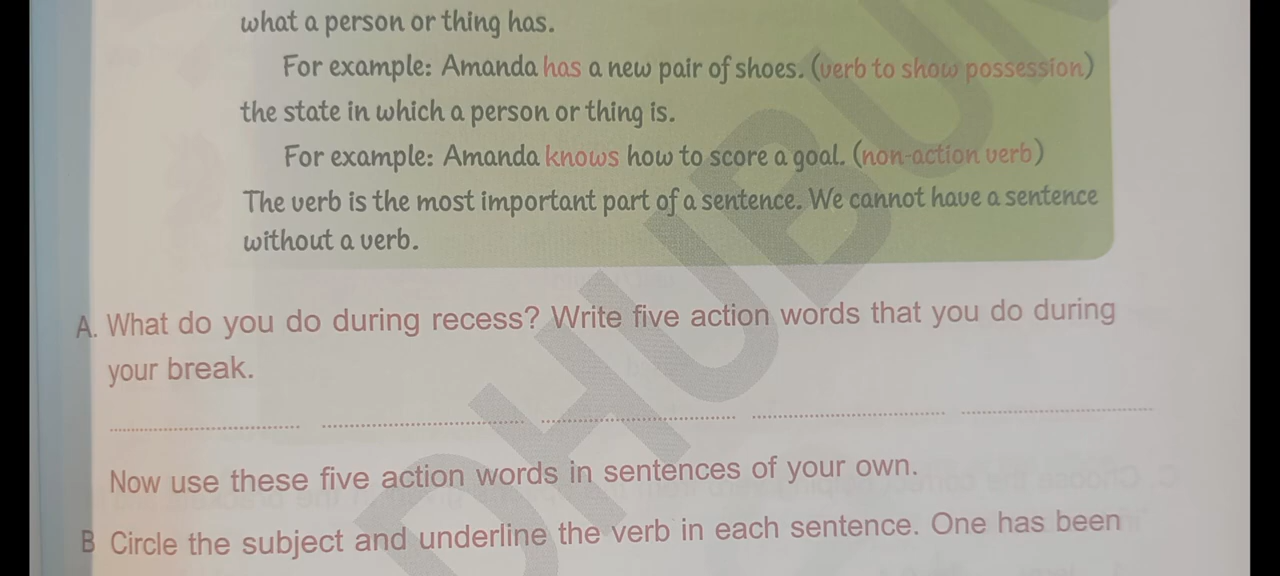 what a person or thing has.
For example: Amanda has a new pair of shoes. (verb to show possession)
the state in which a person or thing is.
For example: Amanda knows how to score a goal. (non-action verb)
The verb is the most important part of a sentence. We cannot have a sentence
without a verb.
A. What do you do during recess? Write five action words that you do during
your break.
Now use these five action words in sentences of your own.
B Circle the subject and underline the verb in each sentence. One has been